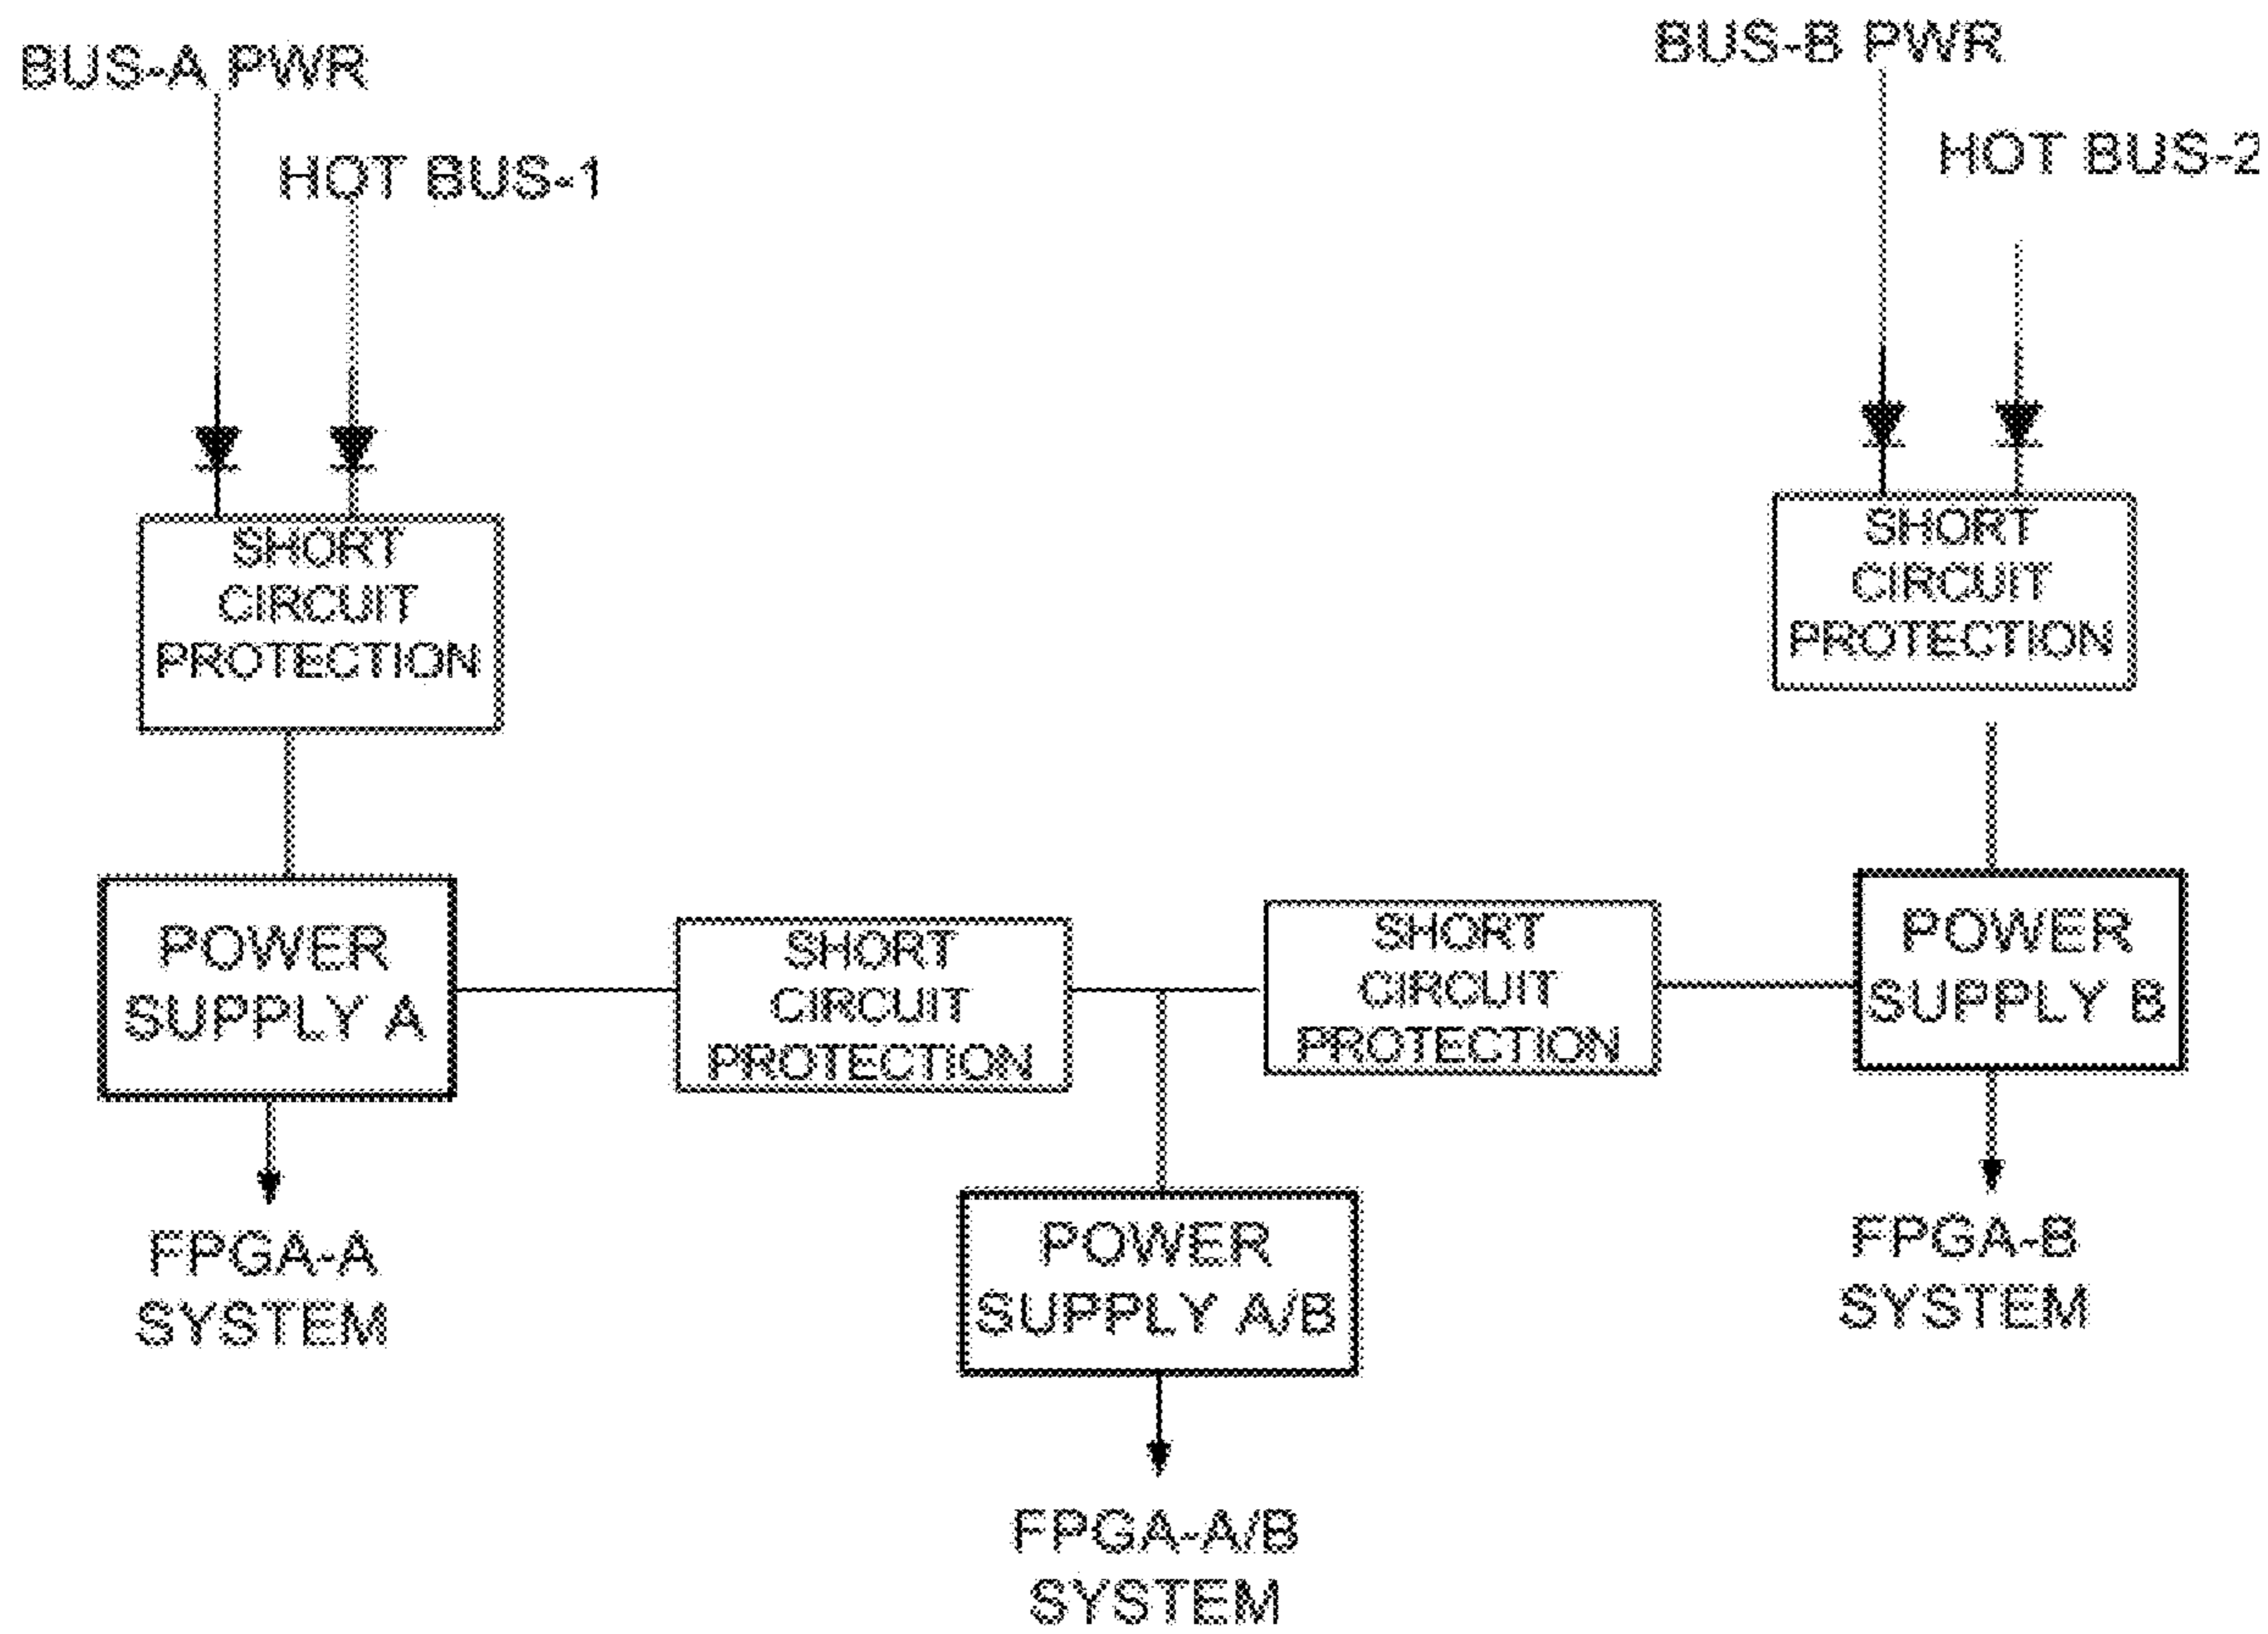 BUS-A PWR
BUS-B PWR
HOT BUS-1
HOT BUS-2
SHORT
CIRCUIT
PROTECTION
SHORT
CIRCUIT
PROTECTION
POWER
SUPPLY A
SHORT
CIRCUIT
PROTECTION
SHORT
CIRCUIT
PROTECTION
POWER
SUPPLY B
FPGA-A
SYSTEM
POWER
SUPPLY A/B
FPGA-B
SYSTEM
FPGA-A/B
SYSTEM